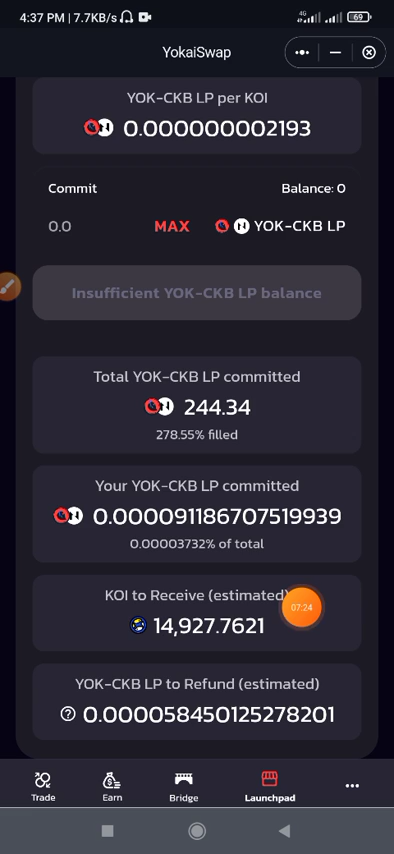 4:37 PM | 7.7KB/s
4G
69
YokaiSwap
YOK-CKB LP per KOI
0.000000002193
Commit
Balance: 0
0.0
MAX
YOK-CKB LP
Insufficient YOK-CKB LP balance
Total YOK-CKB LP committed
244.34
278.55% filled
Your YOK-CKB LP committed
0.000091186707519939
0.00003732% of total
KOI to Receive (estimated)
07:24
14,927.7621
YOK-CKB LP to Refund (estimated)
0.000058450125278201
Trade
Earn
Bridge
Launchpad